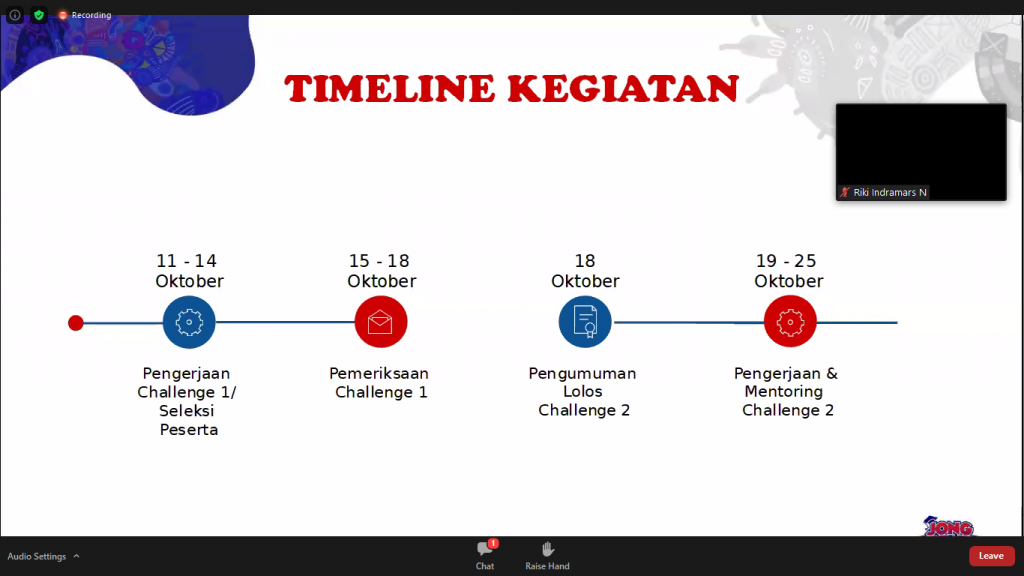 Recording
TIMELINE KEGIATAN
Riki Indramars N
11 - 14
Oktober
15 - 18
Oktober
18
Oktober
19 - 25
Oktober
Pengerjaan
Challenge 1/
Seleksi
Peserta
Pemeriksaan
Challenge 1
Pengumuman
Lolos
Challenge 2
Pengerjaan &
Mentoring
Challenge 2
JONG
Audio Settings
1
Chat
Raise Hand
Leave